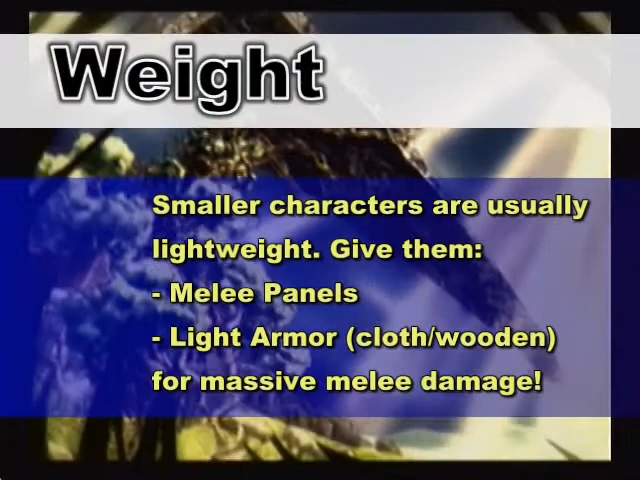 Weight
Smaller characters are usually
lightweight. Give them:
- Melee Panels
- Light Armor (cloth/wooden)
for massive melee damage!